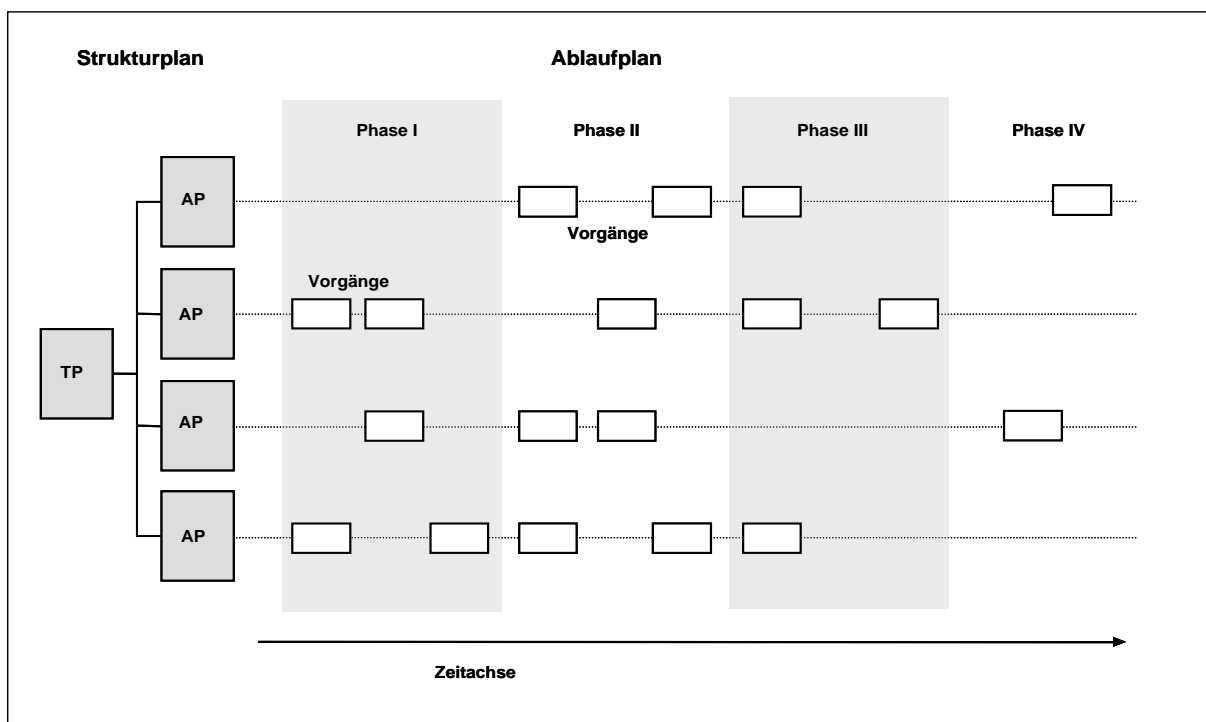 Strukturplan
Ablaufplan
Phase I
Phase II
Phase III
Phase IV
AP
Vorgänge
Vorgänge
AP
TP
AP
AP
Zeitachse